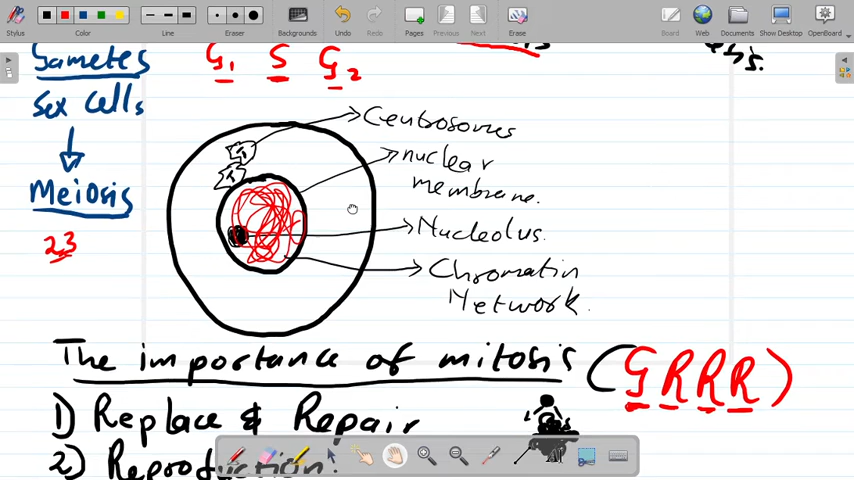 Stylus
Color
Line
Eraser
Background
Undo
Redo
Pages
Previous
Next
Erase
Board
Web
Documents
Show Desktop
OpenBoard
Gametes
Sex cells
Meiosis
23
G1 S G2
Centrosomes
nuclear
membrane.
Nucleolus.
Chromatin
Network.
The importance of mitosis (GRRR)
1) Replace & Repair
2) Reproduction